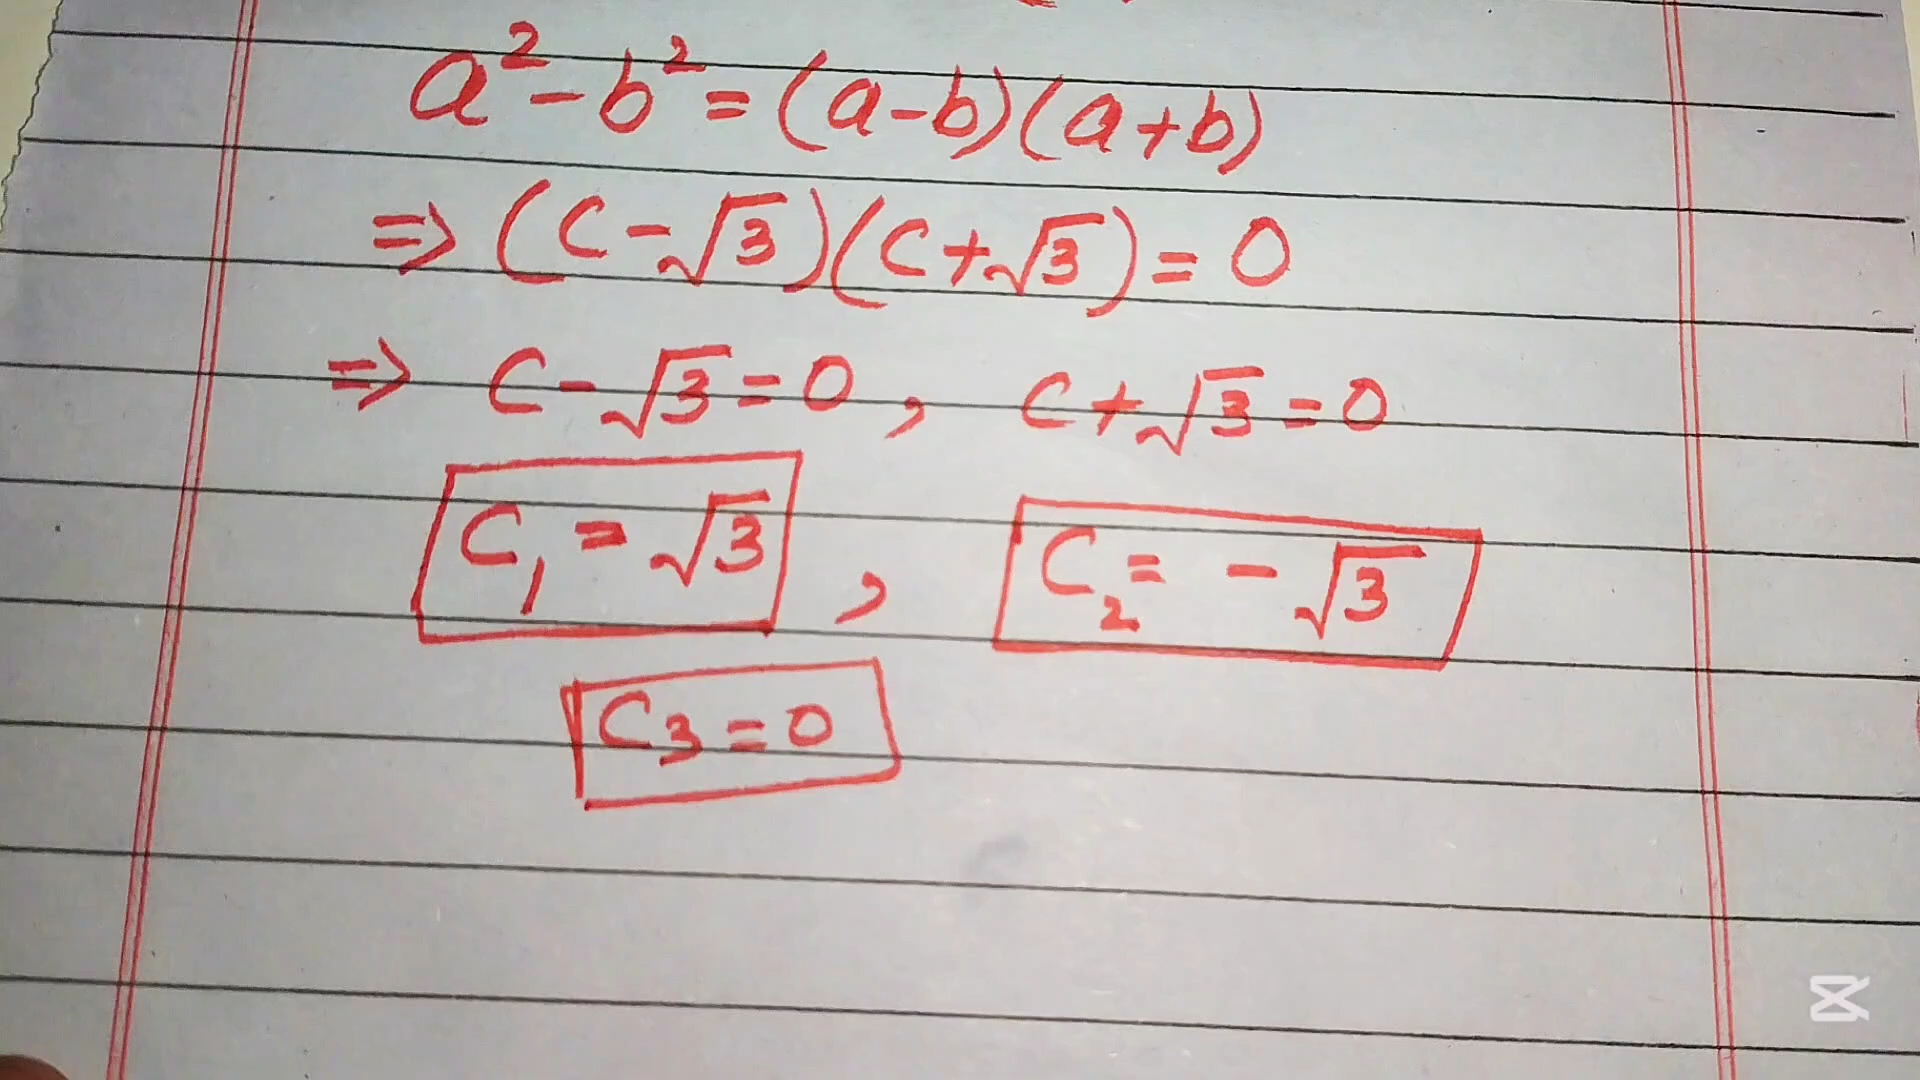 a² - b² = (a-b)(a+b)
⇒ (c-√3)(c+√3) = 0
⇒ c-√3=0, c+√3=0
C₁ = √3, C₂ = -√3
C₃ = 0